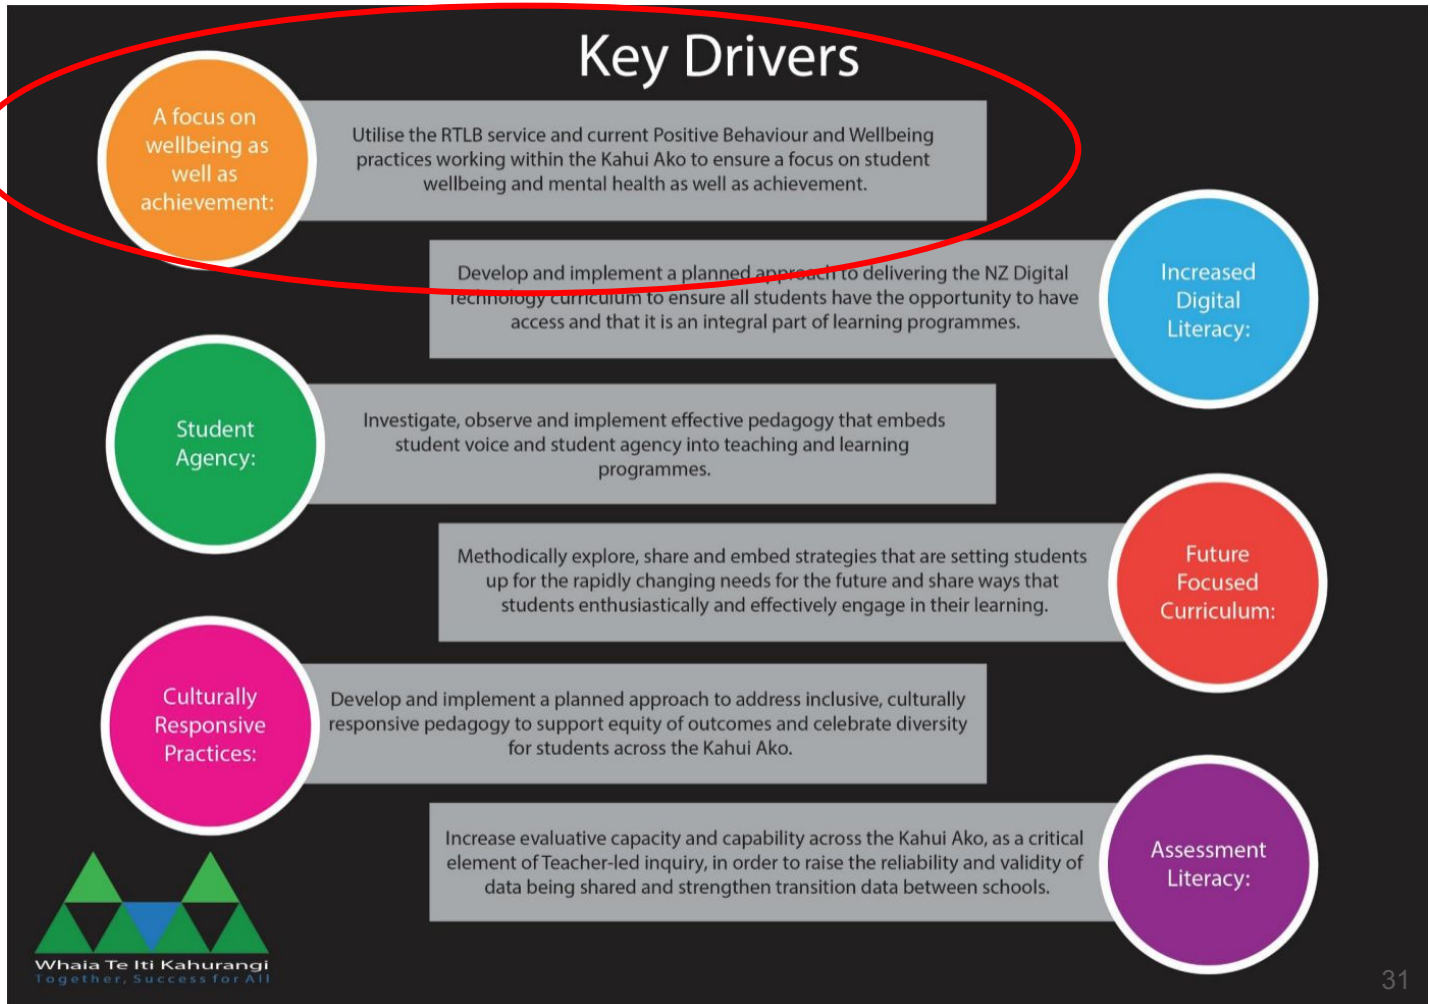 Key Drivers
A focus on
wellbeing as
well as
achievement:
Utilise the RTLB service and current Positive Behaviour and Wellbeing
practices working within the Kahui Ako to ensure a focus on student
wellbeing and mental health as well as achievement.
Develop and implement a planned approach to delivering the NZ Digital
Technology curriculum to ensure all students have the opportunity to have
access and that it is an integral part of learning programmes.
Increased
Digital
Literacy:
Student
Agency:
Investigate, observe and implement effective pedagogy that embeds
student voice and student agency into teaching and learning
programmes.
Methodically explore, share and embed strategies that are setting students
up for the rapidly changing needs for the future and share ways that
students enthusiastically and effectively engage in their learning.
Future
Focused
Curriculum:
Culturally
Responsive
Practices:
Develop and implement a planned approach to address inclusive, culturally
responsive pedagogy to support equity of outcomes and celebrate diversity
for students across the Kahui Ako.
Increase evaluative capacity and capability across the Kahui Ako, as a critical
element of Teacher-led inquiry, in order to raise the reliability and validity of
data being shared and strengthen transition data between schools.
Assessment
Literacy:
Whaia Te Iti Kahurangi
Together, Success for All
31